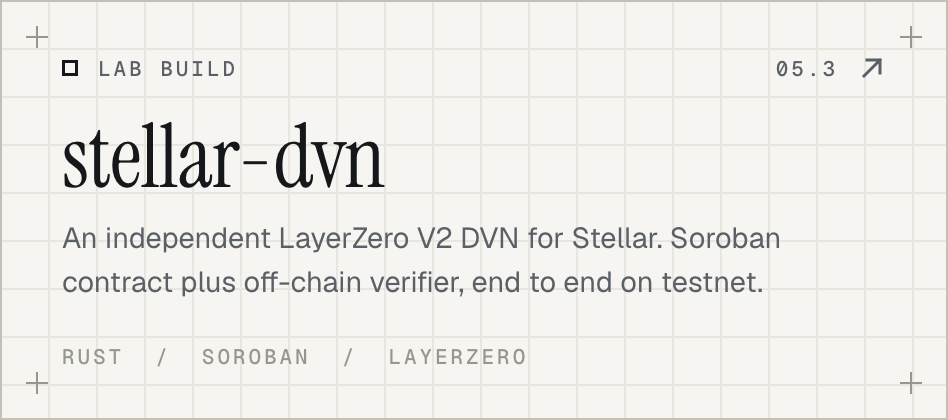 LAB BUILD
05.3
stellar-dvn
An independent LayerZero V2 DVN for Stellar. Soroban
contract plus off-chain verifier, end to end on testnet.
RUST / SOROBAN / LAYERZERO